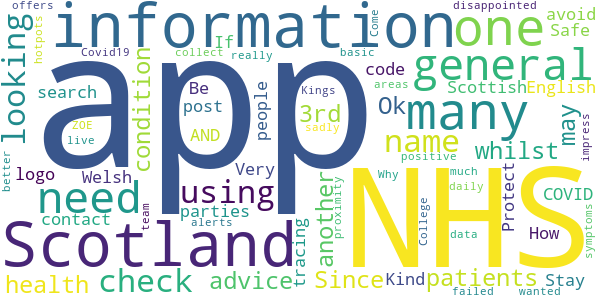 offers
disappointed
information
one
Come
avoid
Safe
looking
hotpots
Covid19
collect
If
really
basic
condition
app
general
search
Be
post
people
Kings
3rd
code
Ok
areas
Scottish
English
many
may
impress
ZOE
live
AND
sadly
name
whilst
better
logo
Welsh
need
using
Very
another
proximity
positive
Why
much
daily
Protect
COVID
NHS
contact
team
parties
alerts
tracing
College
data
How
symptoms
Scotland
health
check
advice
Since
Kind
patients
Stay
failed
wanted